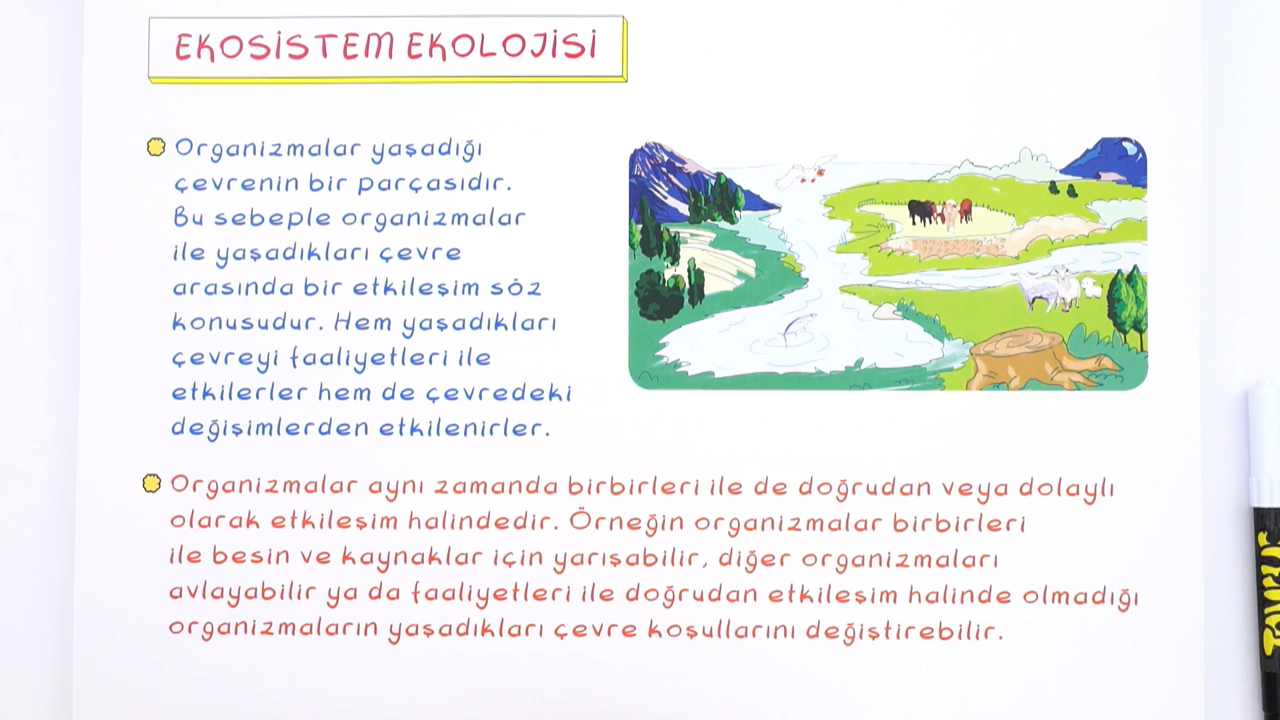 EKOSİSTEM EKOLOJİSİ
Organizmalar yaşadığı
çevrenin bir parçasıdır.
Bu sebeple organizmalar
ile yaşadıkları çevre
arasında bir etkileşim söz
konusudur. Hem yaşadıkları
çevreyi faaliyetleri ile
etkilerler hem de çevredeki
değişimlerden etkilenirler.
Organizmalar aynı zamanda birbirleri ile de doğrudan veya dolaylı
olarak etkileşim halindedir. Örneğin organizmalar birbirleri
ile besin ve kaynaklar için yarışabilir, diğer organizmaları
avlayabilir ya da faaliyetleri ile doğrudan etkileşim halinde olmadığı
organizmaların yaşadıkları çevre koşullarını değiştirebilir.